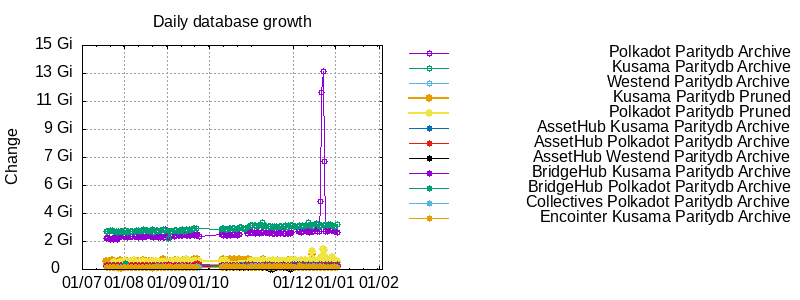 Daily database growth
15 Gi
13 Gi
11 Gi
9 Gi
7 Gi
6 Gi
4 Gi
2 Gi
0
Change
01/07 01/08 01/09 01/10 01/12 01/01 01/02
Polkadot Paritydb Archive
Kusama Paritydb Archive
Westend Paritydb Archive
Kusama Paritydb Pruned
Polkadot Paritydb Pruned
AssetHub Kusama Paritydb Archive
AssetHub Polkadot Paritydb Archive
AssetHub Westend Paritydb Archive
BridgeHub Kusama Paritydb Archive
BridgeHub Polkadot Paritydb Archive
Collectives Polkadot Paritydb Archive
Encointer Kusama Paritydb Archive